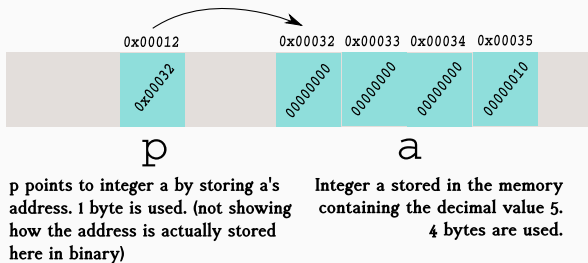 0x00012 0x00032 0x00033 0x00034 0x00035
0x00032 00000000 00000000 00000000 00000010
p a
p points to integer a by storing a's
address. 1 byte is used. (not showing
how the address is actually stored
here in binary)
Integer a stored in the memory
containing the decimal value 5.
4 bytes are used.